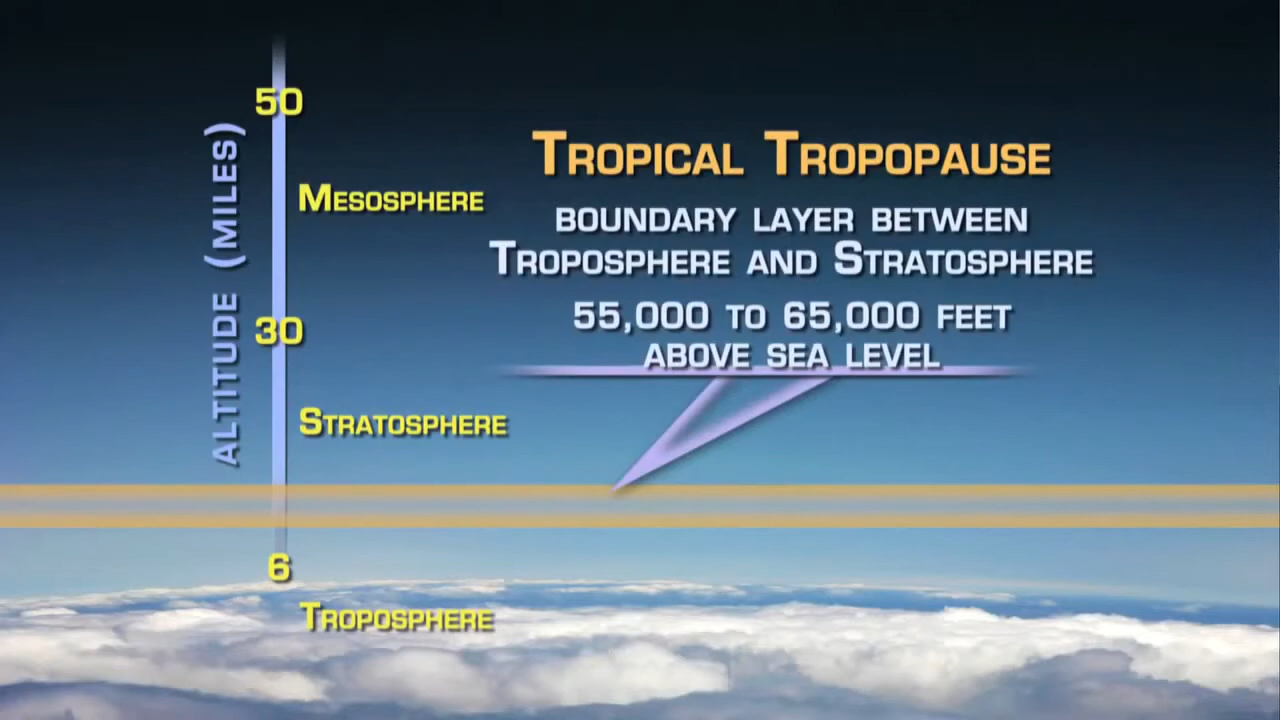 50
ALTITUDE (MILES)
MESOSPHERE
30
STRATOSPHERE
6
TROPOSPHERE
TROPICAL TROPOPAUSE
BOUNDARY LAYER BETWEEN
TROPOSPHERE AND STRATOSPHERE
55,000 TO 65,000 FEET
ABOVE SEA LEVEL